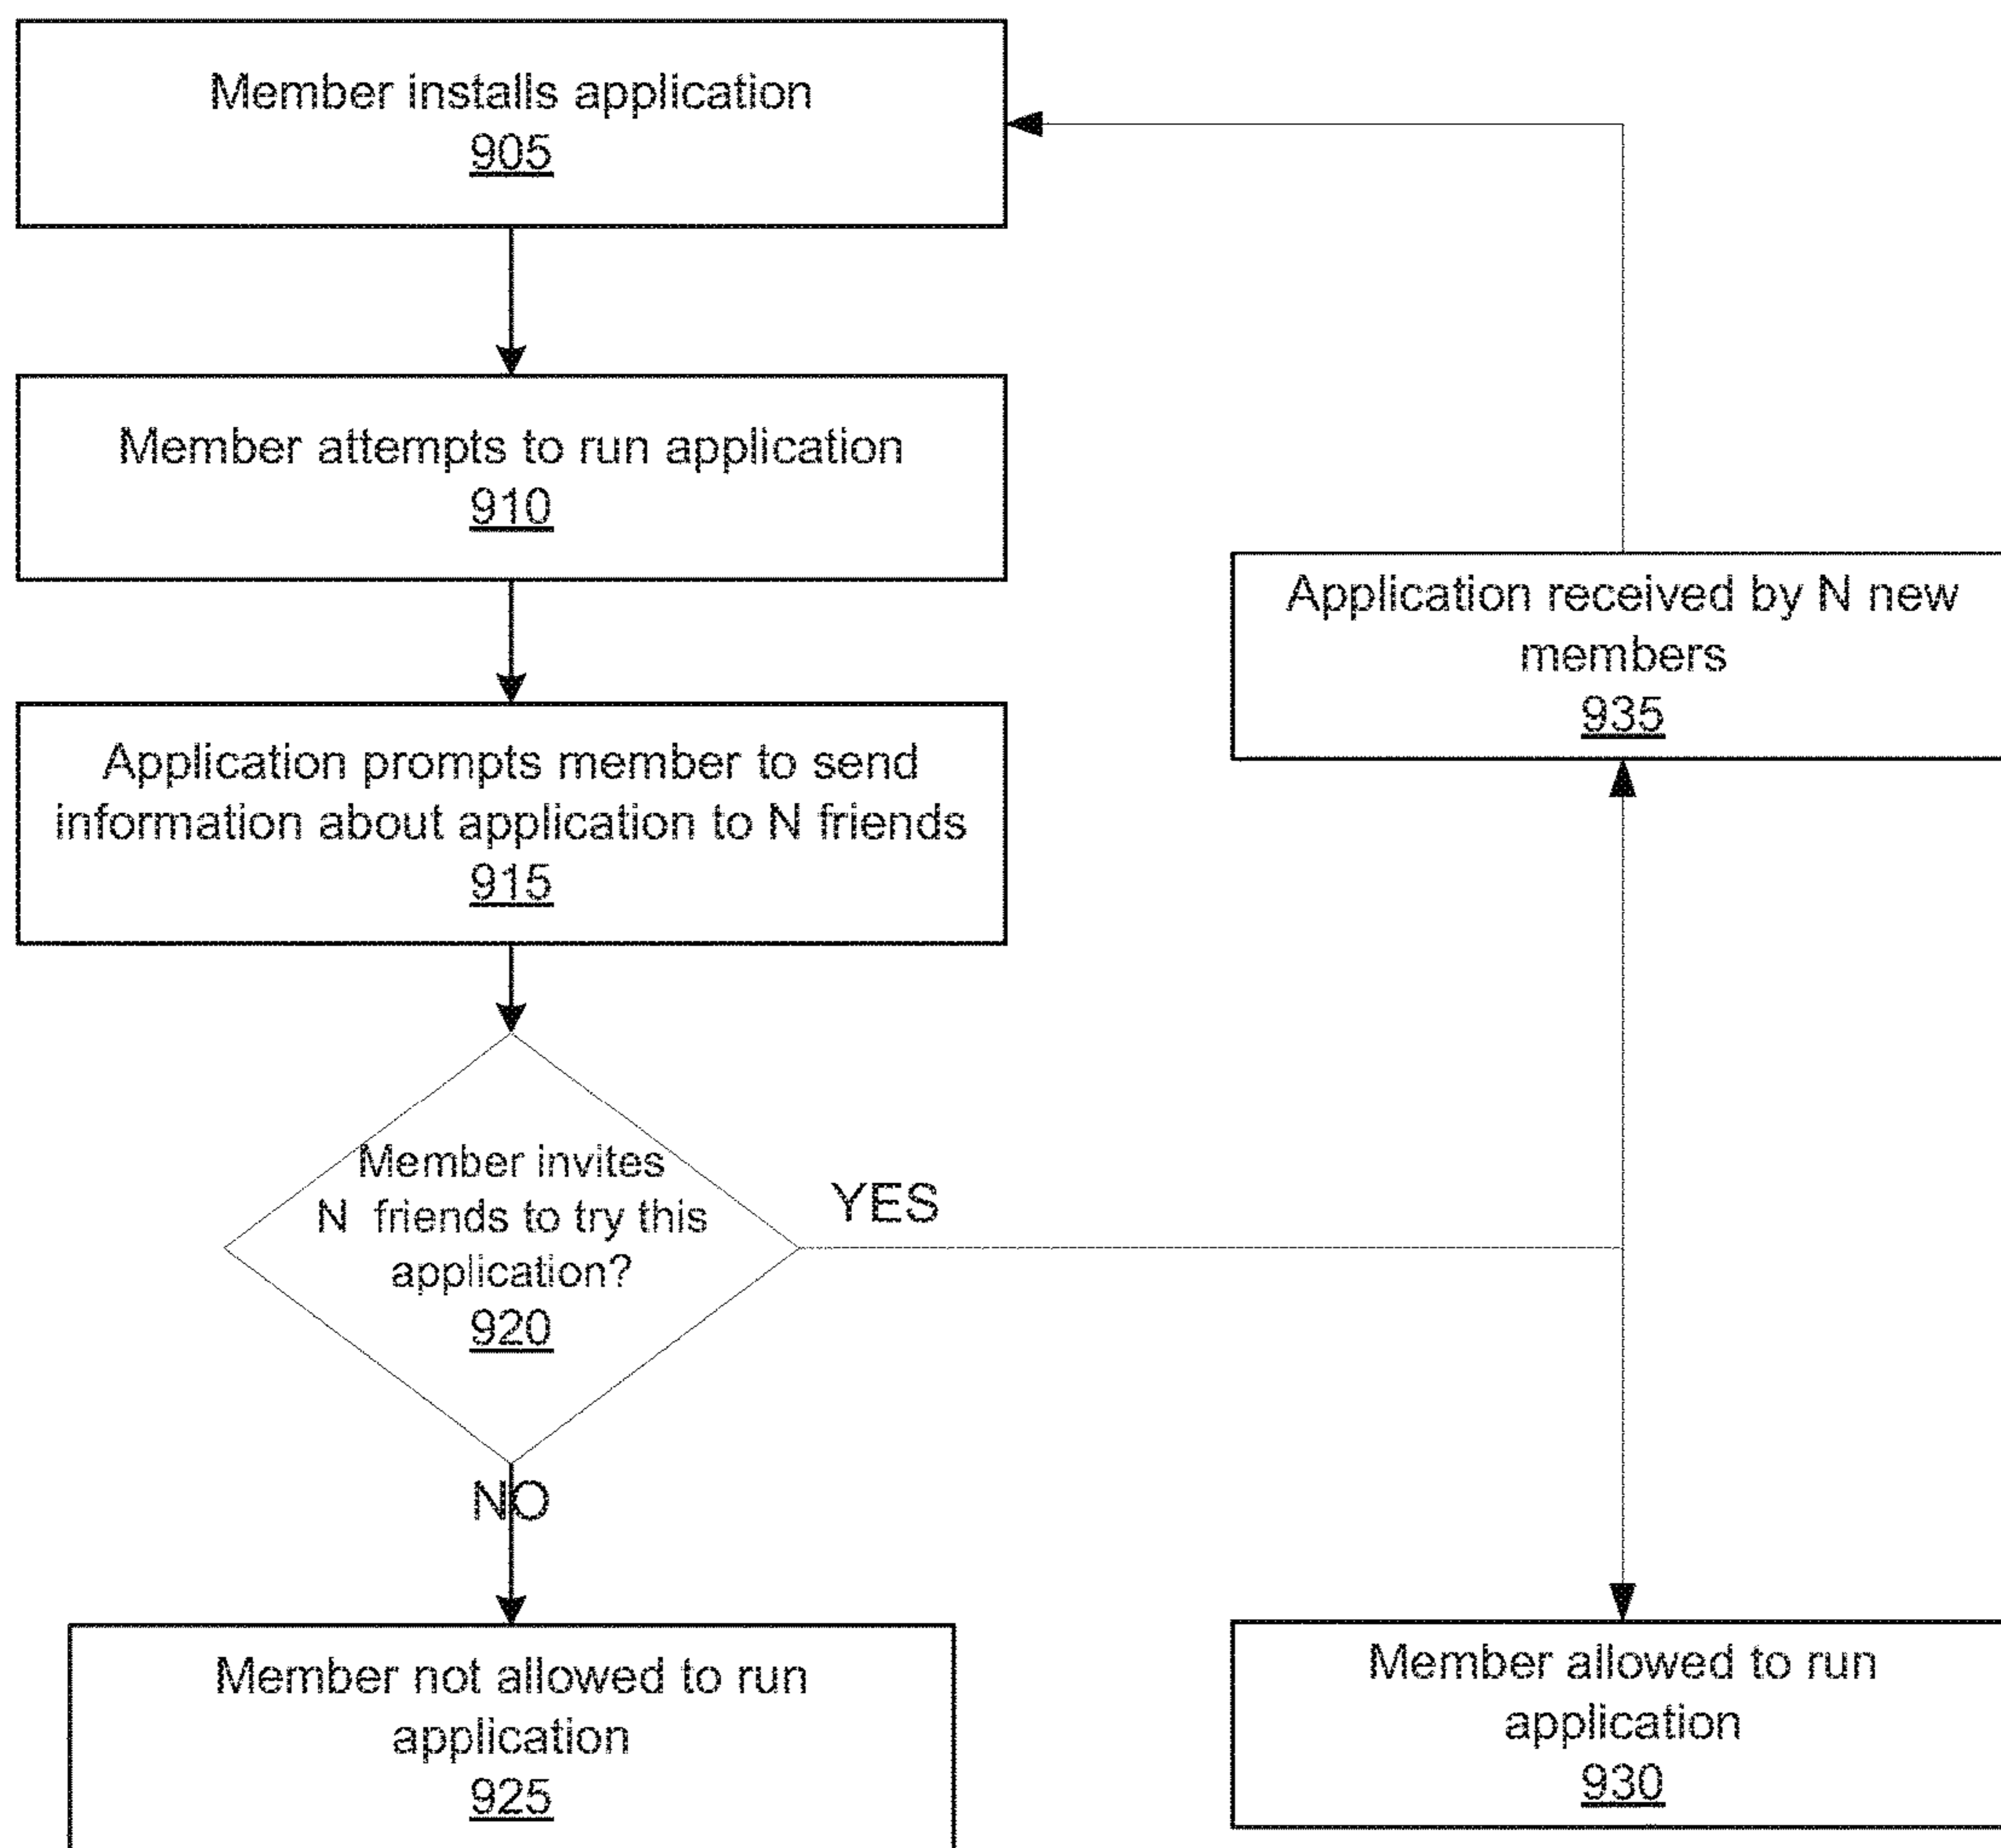 Member installs application
905
Member attempts to run application
910
Application prompts member to send
information about application to N friends
915
Member invites
N friends to try this
application?
920
YES
NO
Member not allowed to run
application
925
Application received by N new
members
935
Member allowed to run
application
930